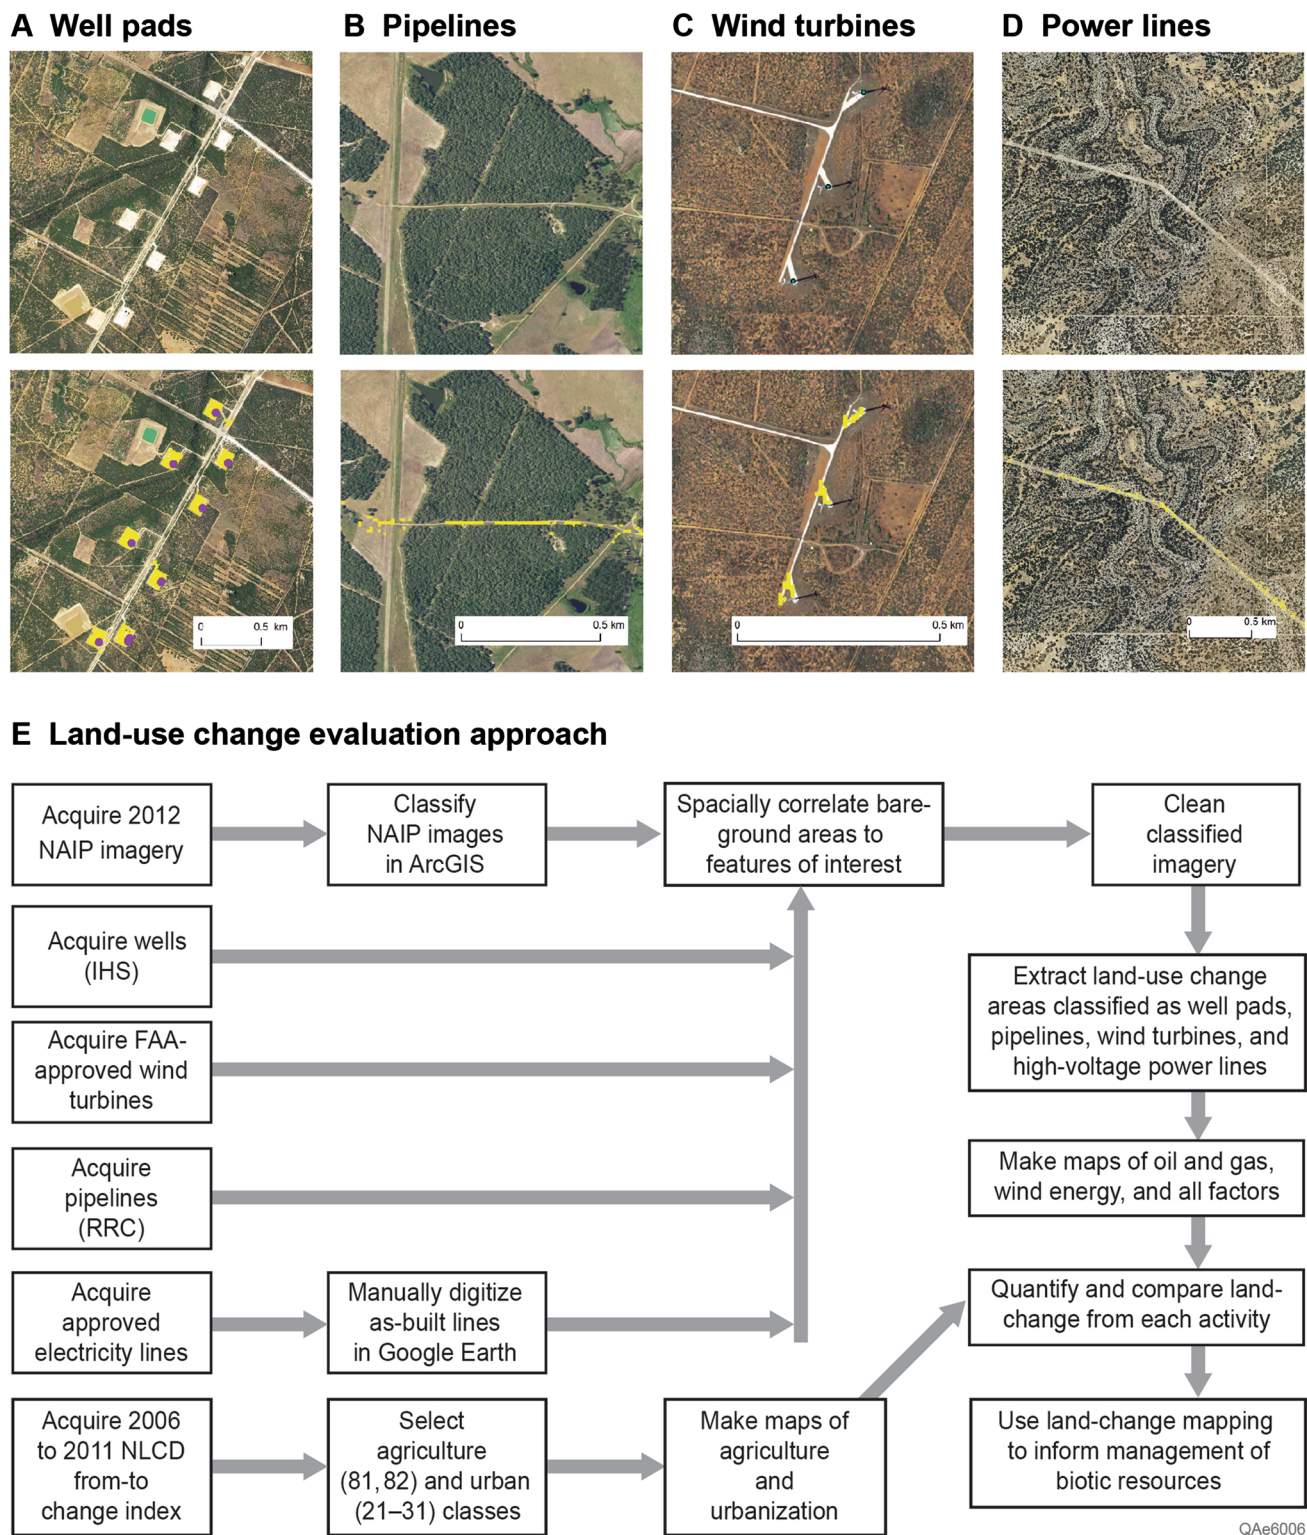 A Well pads
B Pipelines
C Wind turbines
D Power lines
0 0.5 km
0 0.5 km
0 0.5 km
0 0.5 km
E Land-use change evaluation approach
Acquire 2012
NAIP imagery
Classify
NAIP images
in ArcGIS
Spacially correlate bare-
ground areas to
features of interest
Clean
classified
imagery
Acquire wells
(IHS)
Extract land-use change
areas classified as well pads,
pipelines, wind turbines, and
high-voltage power lines
Acquire FAA-
approved wind
turbines
Make maps of oil and gas,
wind energy, and all factors
Acquire
pipelines
(RRC)
Acquire
approved
electricity lines
Manually digitize
as-built lines
in Google Earth
Quantify and compare land-
change from each activity
Acquire 2006
to 2011 NLCD
from-to
change index
Select
agriculture
(81, 82) and urban
(21–31) classes
Make maps of
agriculture
and
urbanization
Use land-change mapping
to inform management of
biotic resources
QAe6006